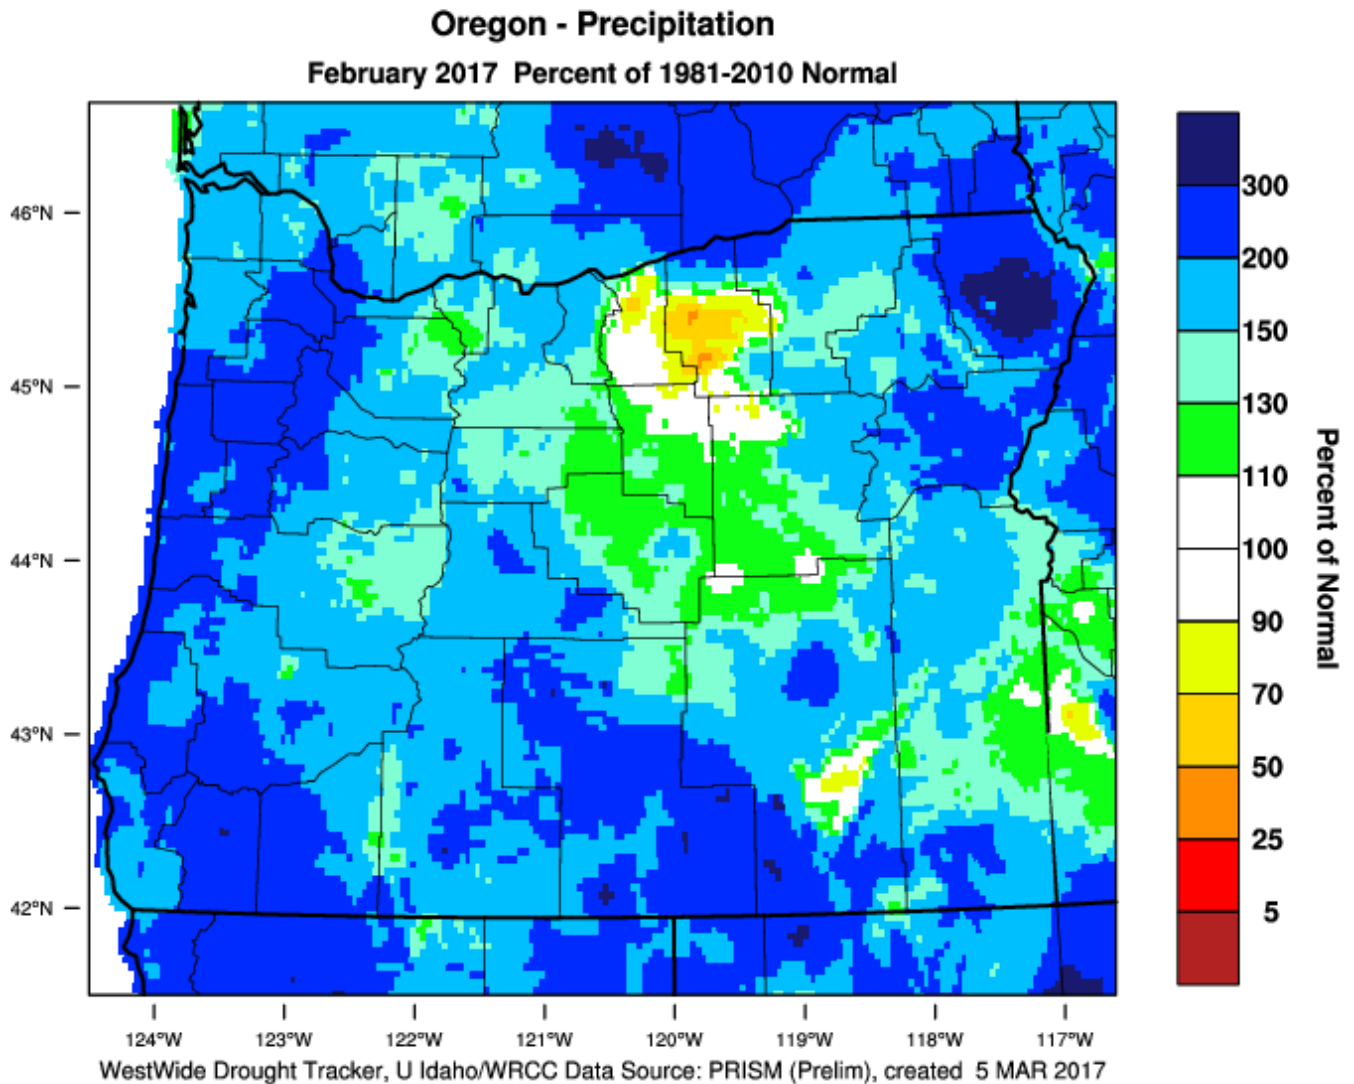 Oregon - Precipitation
February 2017 Percent of 1981-2010 Normal
46°N
45°N
44°N
43°N
42°N
124°W 123°W 122°W 121°W 120°W 119°W 118°W 117°W
300
200
150
130
110
100
90
70
50
25
5
Percent of Normal
WestWide Drought Tracker, U Idaho/WRCC Data Source: PRISM (Prelim), created 5 MAR 2017